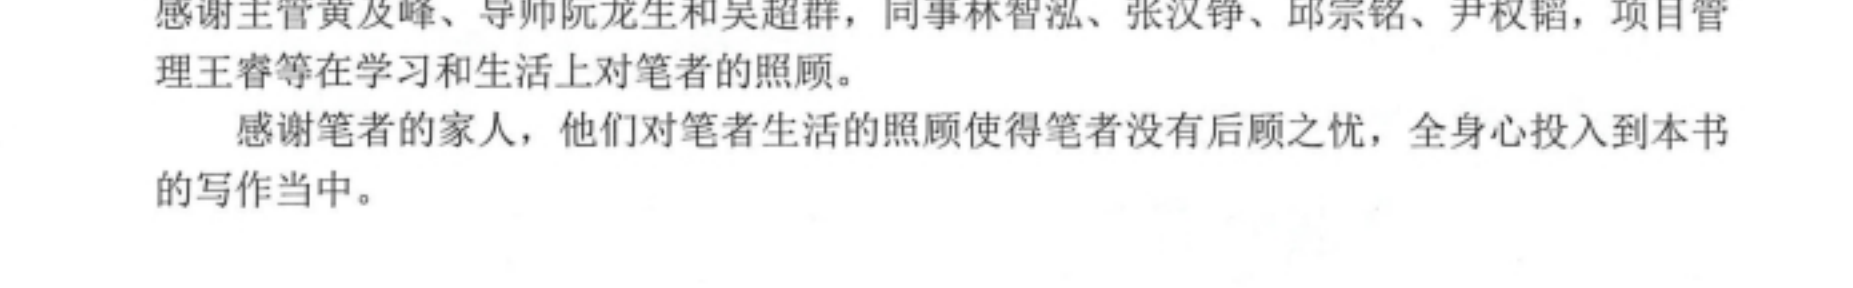 感谢主管黄及峰、导师阮龙生和吴超群，同事林智泓、张汉铮、邱宗铭、尹权韬，项目管
理王睿等在学习和生活上对笔者的照顾。
感谢笔者的家人，他们对笔者生活的照顾使得笔者没有后顾之忧，全身心投入到本书
的写作当中。